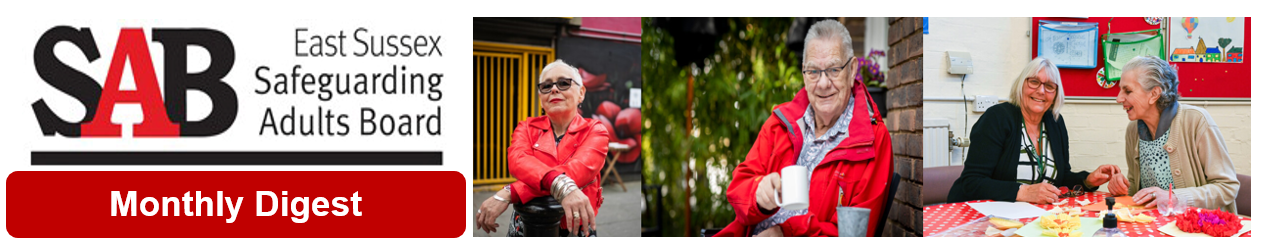 SAB
East Sussex
Safeguarding
Adults Board
Monthly Digest